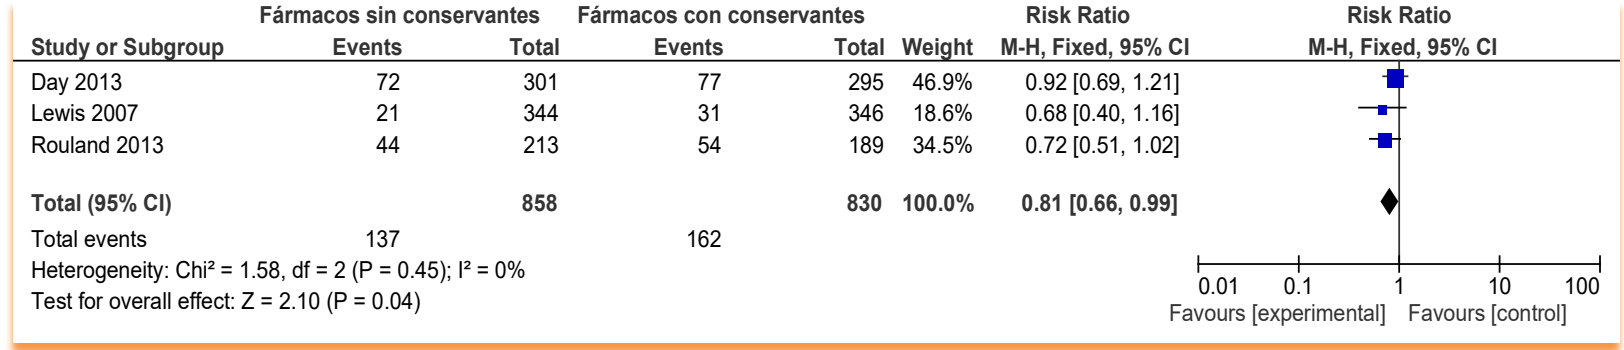 Fármacos sin conservantes Fármacos con conservantes Risk Ratio Risk Ratio
Study or Subgroup Events Total Events Total Weight M-H, Fixed, 95% CI M-H, Fixed, 95% CI
Day 2013 72 301 77 295 46.9% 0.92 [0.69, 1.21]
Lewis 2007 21 344 31 346 18.6% 0.68 [0.40, 1.16]
Rouland 2013 44 213 54 189 34.5% 0.72 [0.51, 1.02]
Total (95% CI) 858 830 100.0% 0.81 [0.66, 0.99]
Total events 137 162
Heterogeneity: Chi² = 1.58, df = 2 (P = 0.45); I² = 0%
Test for overall effect: Z = 2.10 (P = 0.04)
0.01 0.1 1 10 100
Favours [experimental] Favours [control]